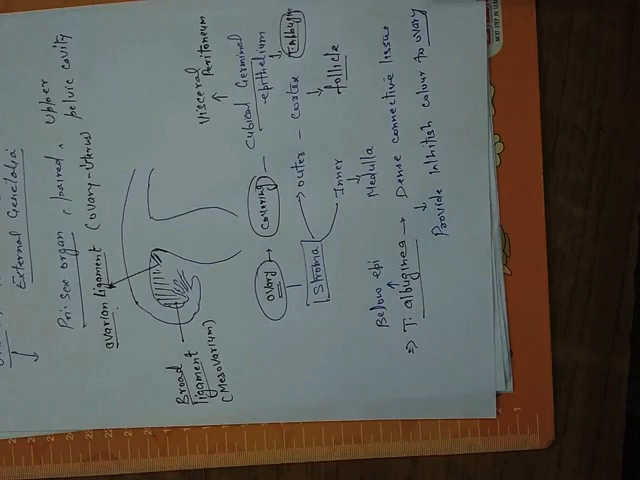 External Genetalia
↓
Pri. sex organ, paired, upper
pelvic cavity
ovarian ligament (ovary-uterus)
Broad
ligament
(Mesovarium)
Visceral
Peritoneum
ovary → covering — Cubical Germinal
epithelium
T. albug
Stroma → outer - cortex
↓
follicle
Inner
↓
Medulla
Below epi
⇒ T. albuginea → Dense connective tissue
↓
Provide Whitish colour to ovary